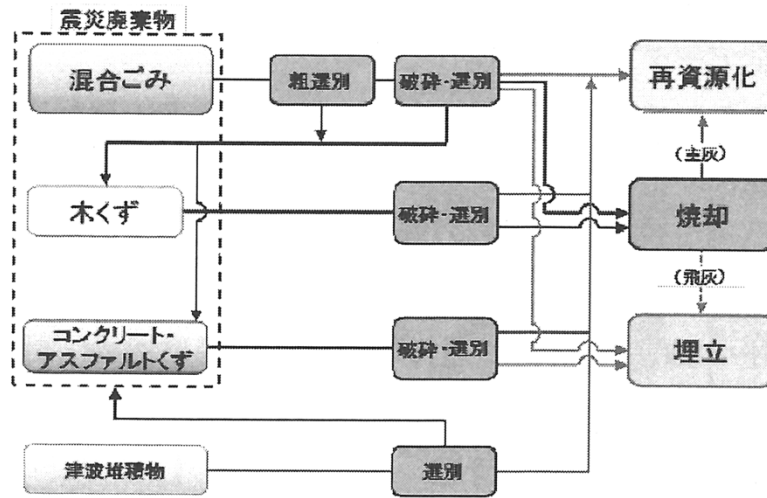 震災廃棄物
混合ごみ
粗選別
破砕・選別
再資源化
(主灰)
木くず
破砕・選別
焼却
(飛灰)
コンクリート・
アスファルトくず
破砕・選別
埋立
津波堆積物
選別